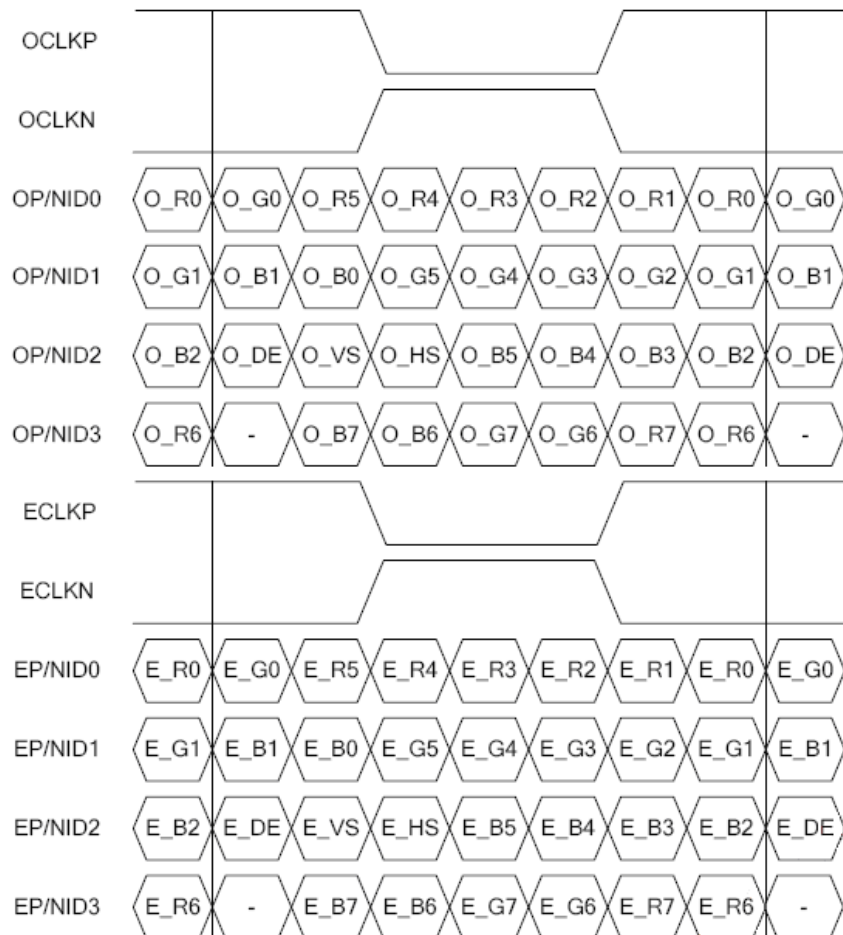 OCLKP
OCLKN
OP/NID0 O_R0 O_G0 O_R5 O_R4 O_R3 O_R2 O_R1 O_R0 O_G0
OP/NID1 O_G1 O_B1 O_B0 O_G5 O_G4 O_G3 O_G2 O_G1 O_B1
OP/NID2 O_B2 O_DE O_VS O_HS O_B5 O_B4 O_B3 O_B2 O_DE
OP/NID3 O_R6 - O_B7 O_B6 O_G7 O_G6 O_R7 O_R6 -
ECLKP
ECLKN
EP/NID0 E_R0 E_G0 E_R5 E_R4 E_R3 E_R2 E_R1 E_R0 E_G0
EP/NID1 E_G1 E_B1 E_B0 E_G5 E_G4 E_G3 E_G2 E_G1 E_B1
EP/NID2 E_B2 E_DE E_VS E_HS E_B5 E_B4 E_B3 E_B2 E_DE
EP/NID3 E_R6 - E_B7 E_B6 E_G7 E_G6 E_R7 E_R6 -